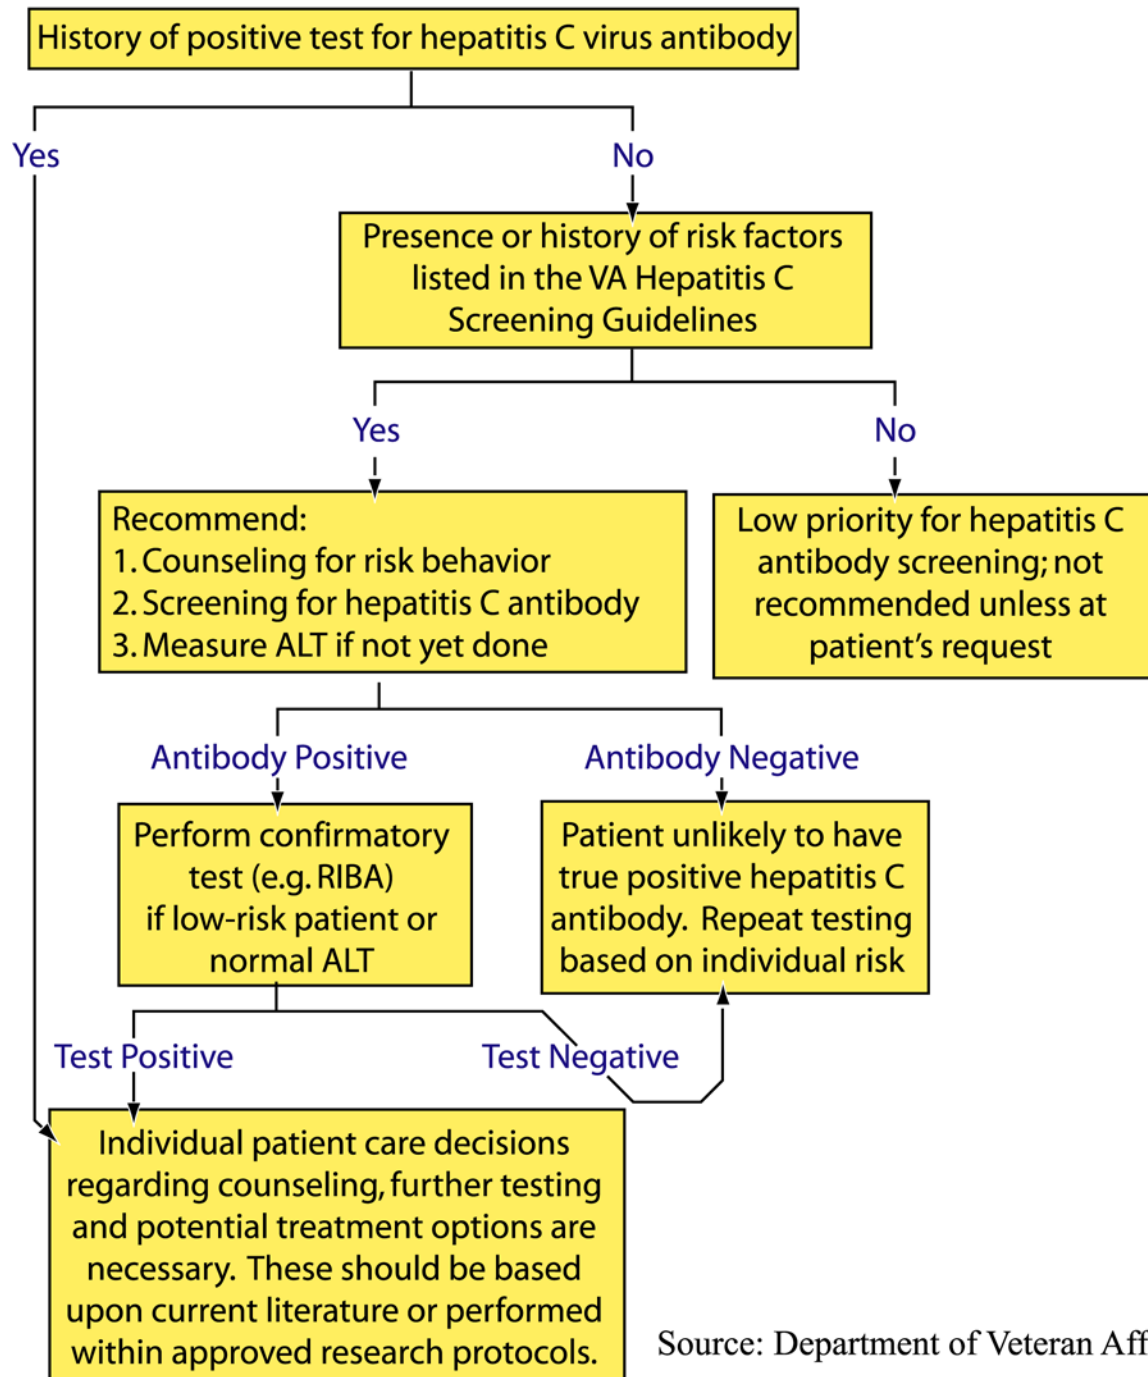 History of positive test for hepatitis C virus antibody
Yes
No
Presence or history of risk factors
listed in the VA Hepatitis C
Screening Guidelines
Yes
No
Recommend:
1. Counseling for risk behavior
2. Screening for hepatitis C antibody
3. Measure ALT if not yet done
Low priority for hepatitis C
antibody screening; not
recommended unless at
patient's request
Antibody Positive
Antibody Negative
Perform confirmatory
test (e.g. RIBA)
if low-risk patient or
normal ALT
Patient unlikely to have
true positive hepatitis C
antibody. Repeat testing
based on individual risk
Test Positive
Test Negative
Individual patient care decisions
regarding counseling, further testing
and potential treatment options are
necessary. These should be based
upon current literature or performed
within approved research protocols.
Source: Department of Veteran Aff